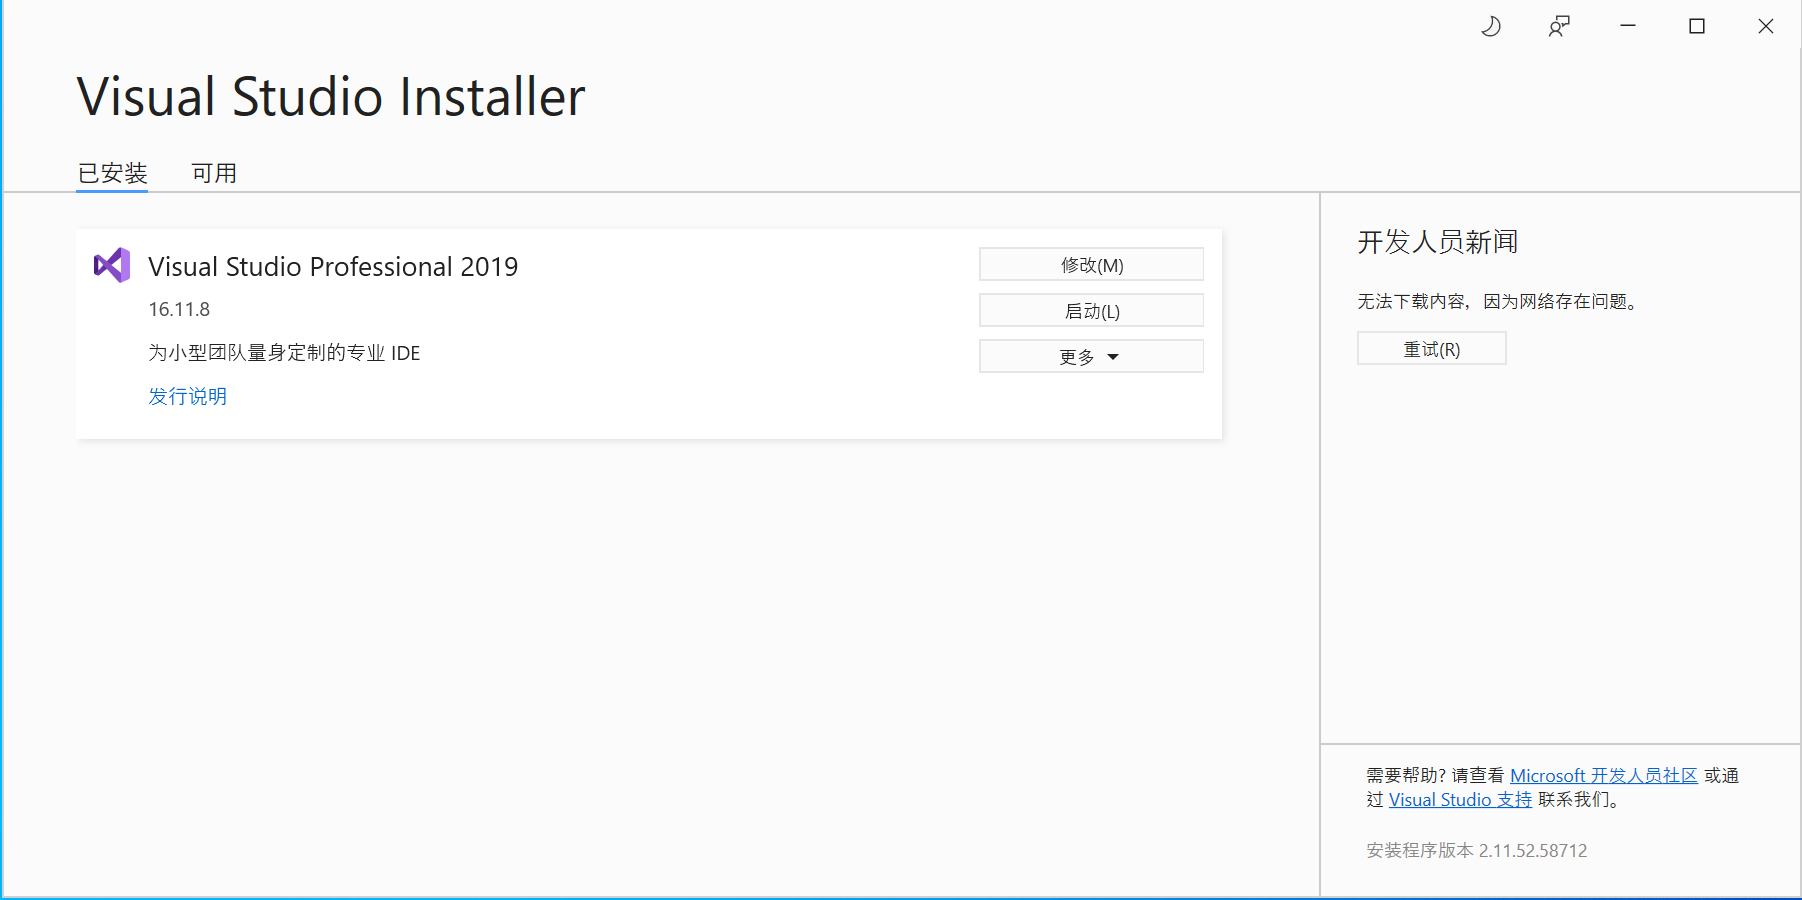 Visual Studio Installer
已安装
可用
Visual Studio Professional 2019
16.11.8
为小型团队量身定制的专业 IDE
发行说明
修改(M)
启动(L)
更多
开发人员新闻
无法下载内容，因为网络存在问题。
重试(R)
需要帮助? 请查看 Microsoft 开发人员社区 或通
过 Visual Studio 支持 联系我们。
安装程序版本 2.11.52.58712